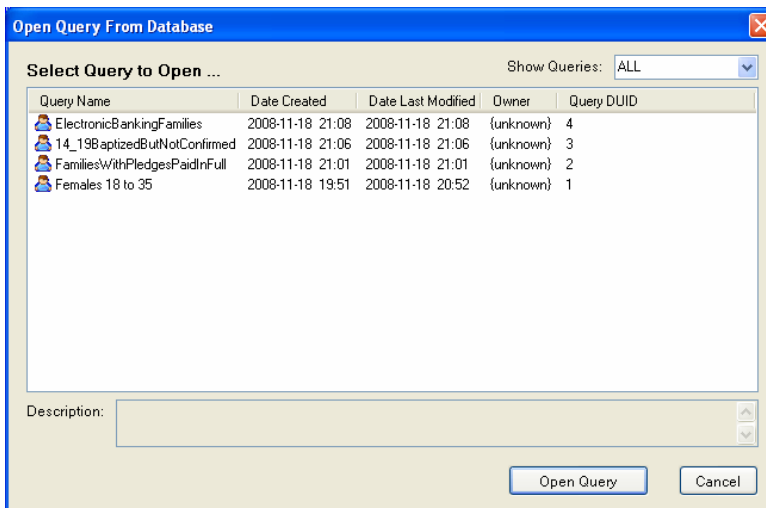 Open Query From Database
Select Query to Open ... Show Queries: ALL
Query Name Date Created Date Last Modified Owner Query DUID
ElectronicBankingFamilies 2008-11-18 21:08 2008-11-18 21:08 {unknown} 4
14_19BaptizedButNotConfirmed 2008-11-18 21:06 2008-11-18 21:06 {unknown} 3
FamiliesWithPledgesPaidInFull 2008-11-18 21:01 2008-11-18 21:01 {unknown} 2
Females 18 to 35 2008-11-18 19:51 2008-11-18 20:52 {unknown} 1
Description:
Open Query Cancel